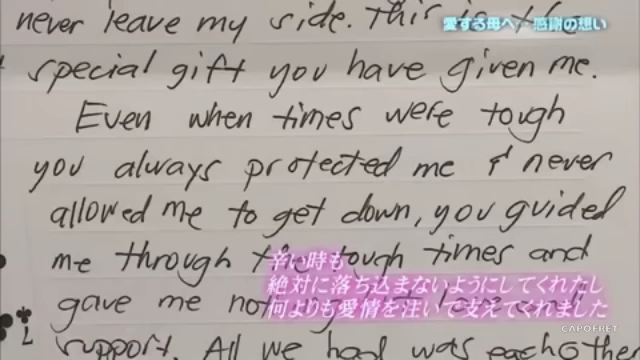 愛する母へ… 感謝の想い
never leave my side. This is the
special gift you have given me.
Even when times were tough
you always protected me & never
allowed me to get down, you guided
me through the tough times and
辛い時も
絶対に落ち込まないようにしてくれたし
gave me nothing love and
何よりも愛情を注いで支えてくれました
CAPOFRET
support. All we had was each othe